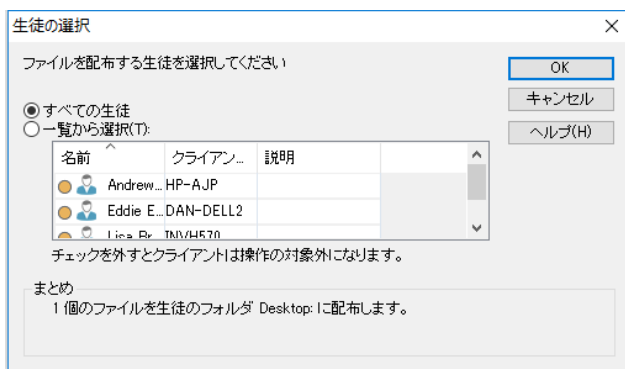 生徒の選択
ファイルを配布する生徒を選択してください
OK
キャンセル
ヘルプ(H)
すべての生徒
一覧から選択(T):
名前 クライアン... 説明
Andrew... HP-AJP
Eddie E... DAN-DELL2
Lisa Br... INVH570
チェックを外すとクライアントは操作の対象外になります。
まとめ
1 個のファイルを生徒のフォルダ Desktop: に配布します。